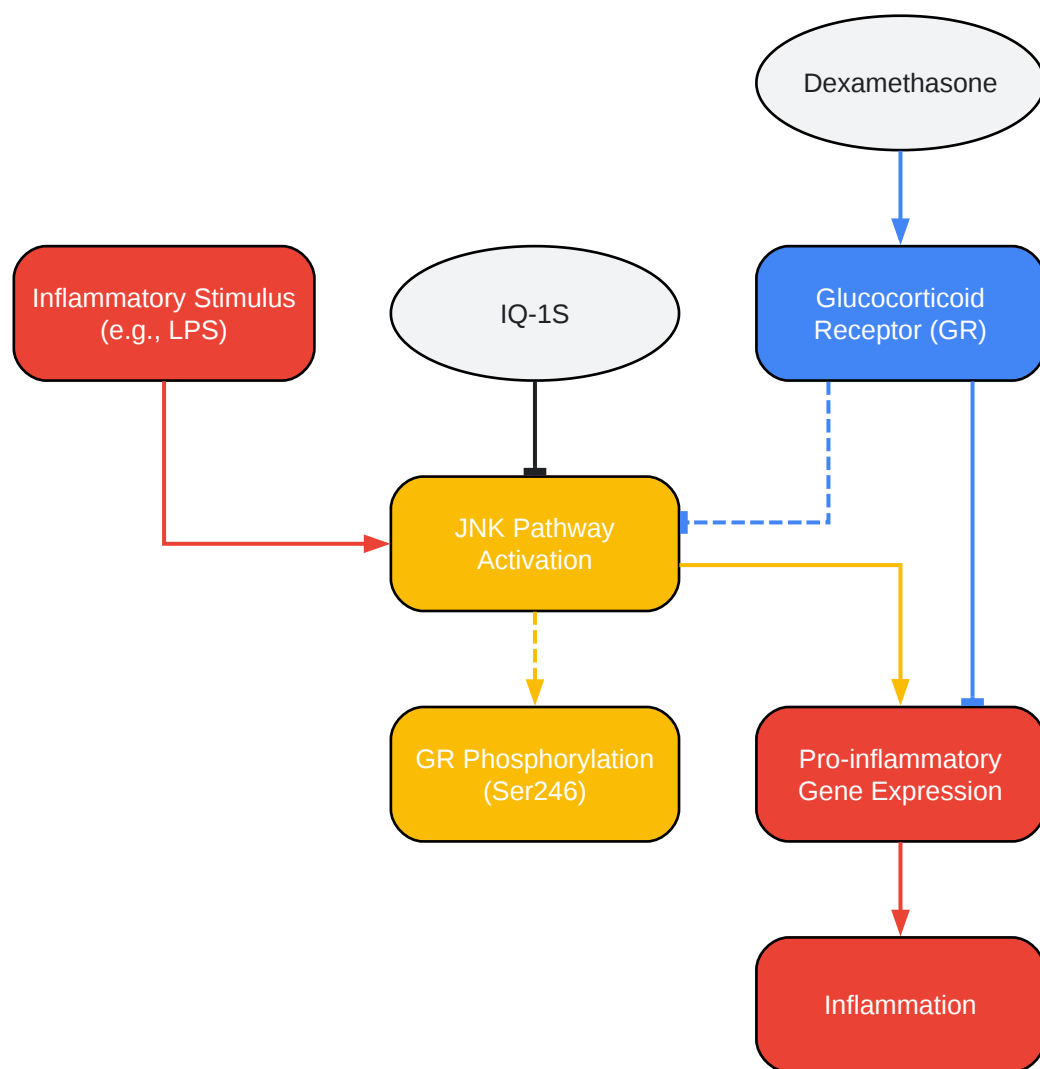 Dexamethasone
Inflammatory Stimulus
(e.g., LPS)
IQ-1S
Glucocorticoid
Receptor (GR)
JNK Pathway
Activation
GR Phosphorylation
(Ser246)
Pro-inflammatory
Gene Expression
Inflammation